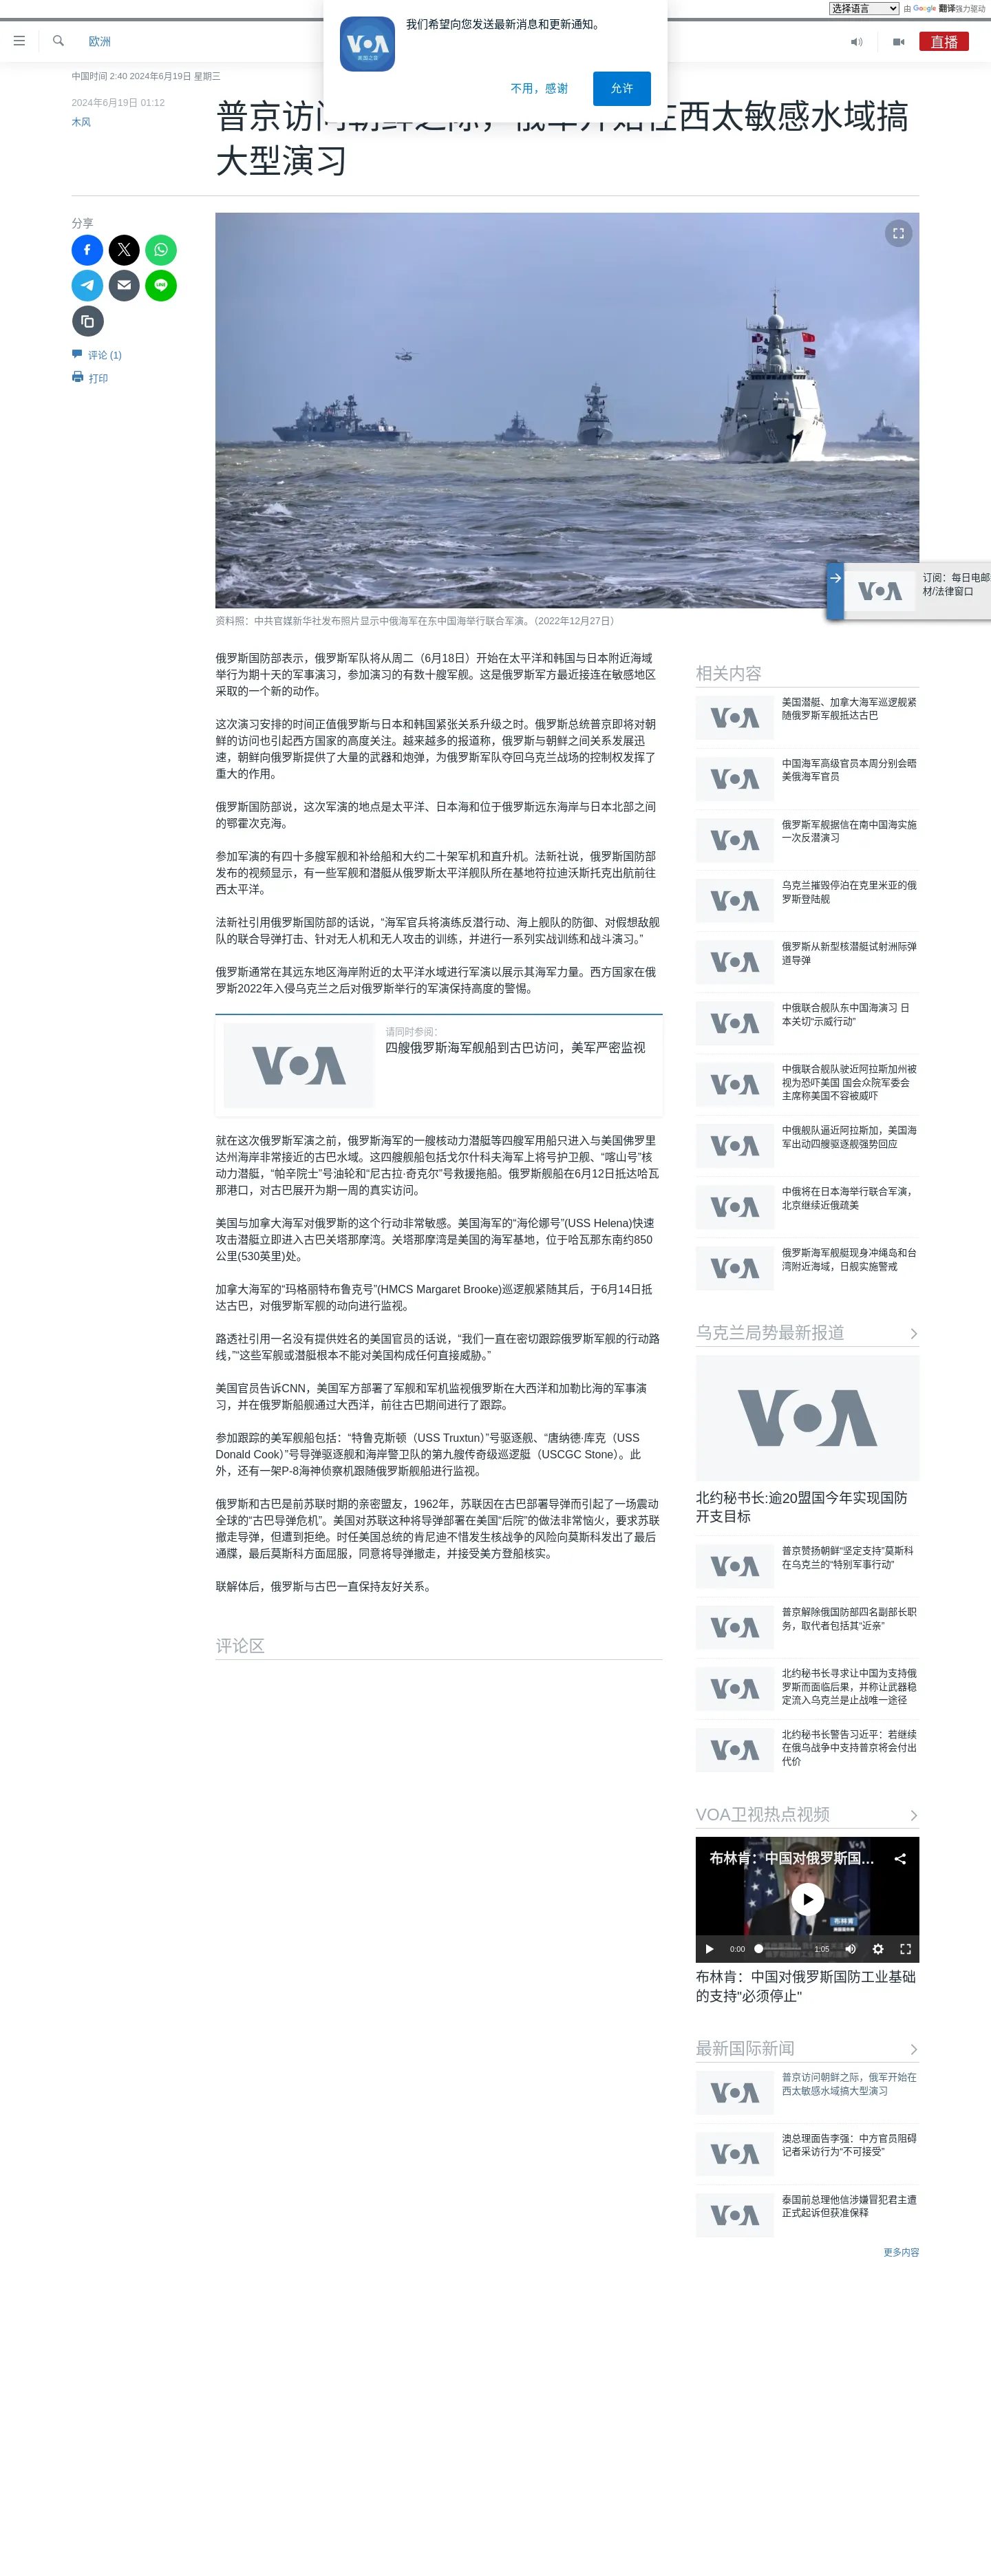 选择语言
由 Google 翻译强力驱动
我们希望向您发送最新消息和更新通知。
VOA
美国之音
不用，感谢
允许
欧洲
直播
中国时间 2:40 2024年6月19日 星期三
2024年6月19日 01:12
木风
普京访问朝鲜之际，俄军开始在西太敏感水域搞
大型演习
分享
评论 (1)
打印
资料照：中共官媒新华社发布照片显示中俄海军在东中国海举行联合军演。（2022年12月27日）
VOA
订阅：每日电邮
材/法律窗口
俄罗斯国防部表示，俄罗斯军队将从周二（6月18日）开始在太平洋和韩国与日本附近海域
举行为期十天的军事演习，参加演习的有数十艘军舰。这是俄罗斯军方最近接连在敏感地区
采取的一个新的动作。
这次演习安排的时间正值俄罗斯与日本和韩国紧张关系升级之时。俄罗斯总统普京即将对朝
鲜的访问也引起西方国家的高度关注。越来越多的报道称，俄罗斯与朝鲜之间关系发展迅
速，朝鲜向俄罗斯提供了大量的武器和炮弹，为俄罗斯军队夺回乌克兰战场的控制权发挥了
重大的作用。
俄罗斯国防部说，这次军演的地点是太平洋、日本海和位于俄罗斯远东海岸与日本北部之间
的鄂霍次克海。
参加军演的有四十多艘军舰和补给船和大约二十架军机和直升机。法新社说，俄罗斯国防部
发布的视频显示，有一些军舰和潜艇从俄罗斯太平洋舰队所在基地符拉迪沃斯托克出航前往
西太平洋。
法新社引用俄罗斯国防部的话说，“海军官兵将演练反潜行动、海上舰队的防御、对假想敌舰
队的联合导弹打击、针对无人机和无人攻击的训练，并进行一系列实战训练和战斗演习。”
俄罗斯通常在其远东地区海岸附近的太平洋水域进行军演以展示其海军力量。西方国家在俄
罗斯2022年入侵乌克兰之后对俄罗斯举行的军演保持高度的警惕。
VOA
请同时参阅:
四艘俄罗斯海军舰船到古巴访问，美军严密监视
就在这次俄罗斯军演之前，俄罗斯海军的一艘核动力潜艇等四艘军用船只进入与美国佛罗里
达州海岸非常接近的古巴水域。这四艘舰船包括戈尔什科夫海军上将号护卫舰、“喀山号”核
动力潜艇，“帕辛院士”号油轮和“尼古拉·奇克尔”号救援拖船。俄罗斯舰船在6月12日抵达哈瓦
那港口，对古巴展开为期一周的真实访问。
美国与加拿大海军对俄罗斯的这个行动非常敏感。美国海军的“海伦娜号”(USS Helena)快速
攻击潜艇立即进入古巴关塔那摩湾。关塔那摩湾是美国的海军基地，位于哈瓦那东南约850
公里(530英里)处。
加拿大海军的“玛格丽特布鲁克号”(HMCS Margaret Brooke)巡逻舰紧随其后，于6月14日抵
达古巴，对俄罗斯军舰的动向进行监视。
路透社引用一名没有提供姓名的美国官员的话说，“我们一直在密切跟踪俄罗斯军舰的行动路
线，”“这些军舰或潜艇根本不能对美国构成任何直接威胁。”
美国官员告诉CNN，美国军方部署了军舰和军机监视俄罗斯在大西洋和加勒比海的军事演
习，并在俄罗斯船舰通过大西洋，前往古巴期间进行了跟踪。
参加跟踪的美军舰船包括：“特鲁克斯顿（USS Truxtun）”号驱逐舰、“唐纳德·库克（USS
Donald Cook）”号导弹驱逐舰和海岸警卫队的第九艘传奇级巡逻艇（USCGC Stone）。此
外，还有一架P-8海神侦察机跟随俄罗斯舰船进行监视。
俄罗斯和古巴是前苏联时期的亲密盟友，1962年，苏联因在古巴部署导弹而引起了一场震动
全球的“古巴导弹危机”。美国对苏联这种将导弹部署在美国“后院”的做法非常恼火，要求苏联
撤走导弹，但遭到拒绝。时任美国总统的肯尼迪不惜发生核战争的风险向莫斯科发出了最后
通牒，最后莫斯科方面屈服，同意将导弹撤走，并接受美方登船核实。
联解体后，俄罗斯与古巴一直保持友好关系。
评论区
相关内容
VOA
美国潜艇、加拿大海军巡逻舰紧
随俄罗斯军舰抵达古巴
VOA
中国海军高级官员本周分别会晤
美俄海军官员
VOA
俄罗斯军舰据信在南中国海实施
一次反潜演习
VOA
乌克兰摧毁停泊在克里米亚的俄
罗斯登陆舰
VOA
俄罗斯从新型核潜艇试射洲际弹
道导弹
VOA
中俄联合舰队东中国海演习 日
本关切“示威行动”
VOA
中俄联合舰队驶近阿拉斯加州被
视为恐吓美国 国会众院军委会
主席称美国不容被威吓
VOA
中俄舰队逼近阿拉斯加，美国海
军出动四艘驱逐舰强势回应
VOA
中俄将在日本海举行联合军演，
北京继续近俄疏美
VOA
俄罗斯海军舰艇现身冲绳岛和台
湾附近海域，日舰实施警戒
乌克兰局势最新报道
VOA
北约秘书长:逾20盟国今年实现国防
开支目标
VOA
普京赞扬朝鲜“坚定支持”莫斯科
在乌克兰的“特别军事行动”
VOA
普京解除俄国防部四名副部长职
务，取代者包括其“近亲”
VOA
北约秘书长寻求让中国为支持俄
罗斯而面临后果，并称让武器稳
定流入乌克兰是止战唯一途径
VOA
北约秘书长警告习近平：若继续
在俄乌战争中支持普京将会付出
代价
VOA卫视热点视频
布林肯：中国对俄罗斯国...
VOA
布林肯
0:00
1:05
布林肯：中国对俄罗斯国防工业基础
的支持"必须停止"
最新国际新闻
VOA
普京访问朝鲜之际，俄军开始在
西太敏感水域搞大型演习
VOA
澳总理面告李强：中方官员阻碍
记者采访行为“不可接受”
VOA
泰国前总理他信涉嫌冒犯君主遭
正式起诉但获准保释
更多内容